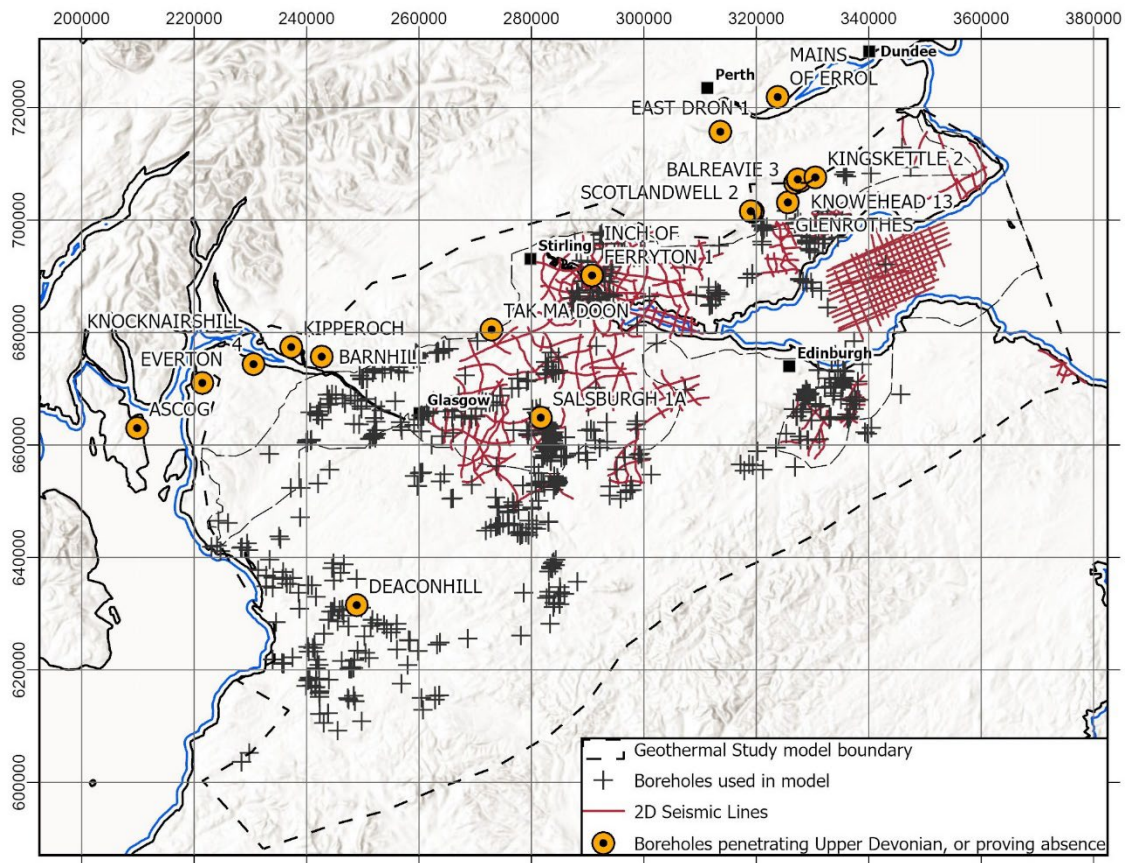 200000 220000 240000 260000 280000 300000 320000 340000 360000 380000
720000
700000
680000
660000
640000
620000
600000
MAINS
OF ERROL
Dundee
Perth
EAST DRON 1
BALREAVIE 3
KINGSKETTLE 2
SCOTLANDWELL 2
KNOWEHEAD 13
GLENROTHES
INCH OF
FERRYTON 1
Stirling
TAK-MA-DOON
KNOCKNAIRSHILL
4
KIPPEROCH
EVERTON
BARNHILL
Edinburgh
ASCOG
Glasgow
SALSBURGH 1A
DEACONHILL
Geothermal Study model boundary
Boreholes used in model
2D Seismic Lines
Boreholes penetrating Upper Devonian, or proving absence